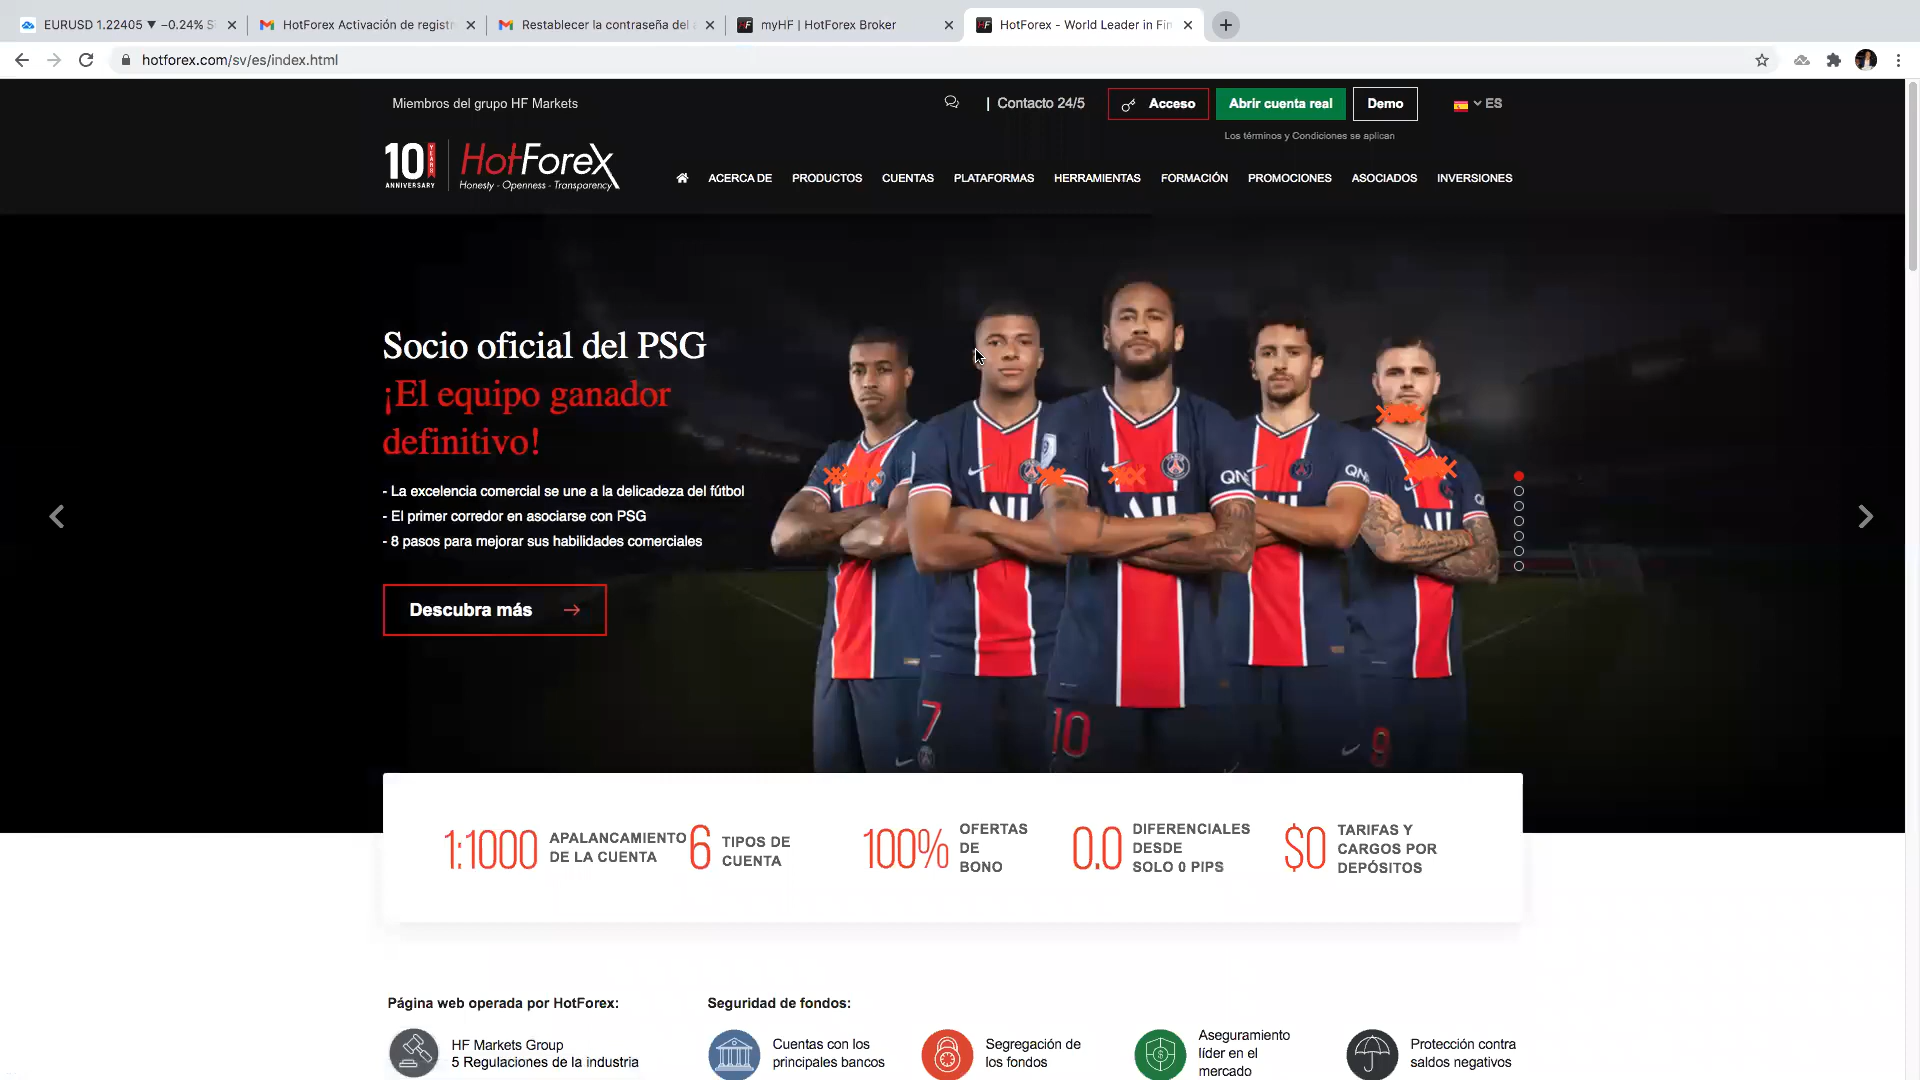 EURUSD 1.22405 ▼ −0.24%
HotForex Activación de registr
Restablecer la contraseña del
myHF | HotForex Broker
HotForex - World Leader in Fin
hotforex.com/sv/es/index.html
Miembros del grupo HF Markets
| Contacto 24/5
Acceso
Abrir cuenta real
Demo
ES
Los términos y Condiciones se aplican
10 YEARS
ANNIVERSARY
HotForex
Honesty - Openness - Transparency
ACERCA DE
PRODUCTOS
CUENTAS
PLATAFORMAS
HERRAMIENTAS
FORMACIÓN
PROMOCIONES
ASOCIADOS
INVERSIONES
Socio oficial del PSG
¡El equipo ganador
definitivo!
- La excelencia comercial se une a la delicadeza del fútbol
- El primer corredor en asociarse con PSG
- 8 pasos para mejorar sus habilidades comerciales
Descubra más
QN
QN
7
10
9
1:1000
APALANCAMIENTO
DE LA CUENTA
6
TIPOS DE
CUENTA
100%
OFERTAS
DE
BONO
0.0
DIFERENCIALES
DESDE
SOLO 0 PIPS
$0
TARIFAS Y
CARGOS POR
DEPÓSITOS
Página web operada por HotForex:
HF Markets Group
5 Regulaciones de la industria
Seguridad de fondos:
Cuentas con los
principales bancos
Segregación de
los fondos
Aseguramiento
líder en el
mercado
Protección contra
saldos negativos